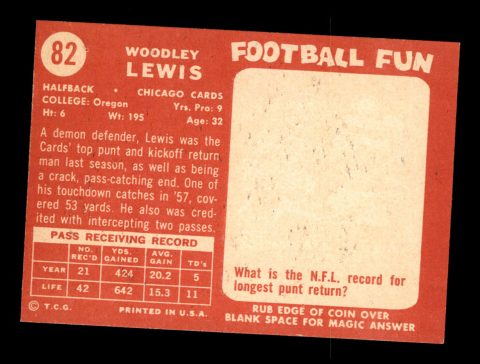 82
WOODLEY
LEWIS
HALFBACK • CHICAGO CARDS
COLLEGE: Oregon Yrs. Pro: 9
Ht: 6 Wt: 195 Age: 32
A demon defender, Lewis was the
Cards' top punt and kickoff return
man last season, as well as being
a crack, pass-catching end. One of
his touchdown catches in '57, cov-
ered 53 yards. He also was cred-
ited with intercepting two passes.
PASS RECEIVING RECORD
NO. REC'D YDS. GAINED AVG. GAIN TD's
YEAR 21 424 20.2 5
LIFE 42 642 15.3 11
© T.C.G. PRINTED IN U.S.A.
FOOTBALL FUN
What is the N.F.L. record for
longest punt return?
RUB EDGE OF COIN OVER
BLANK SPACE FOR MAGIC ANSWER